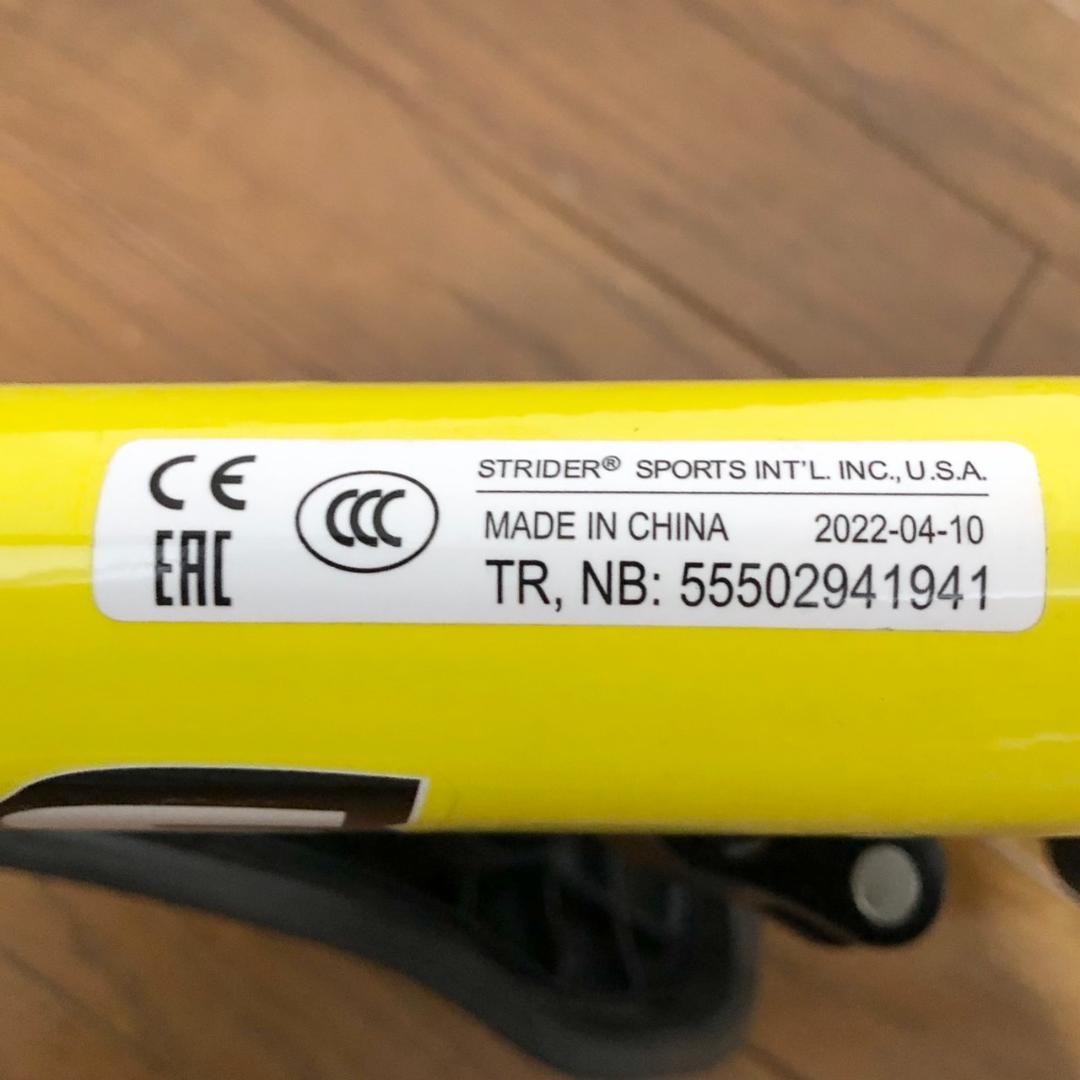 CE
EAC
CCC
STRIDER® SPORTS INT'L. INC., U.S.A.
MADE IN CHINA 2022-04-10
TR, NB: 55502941941